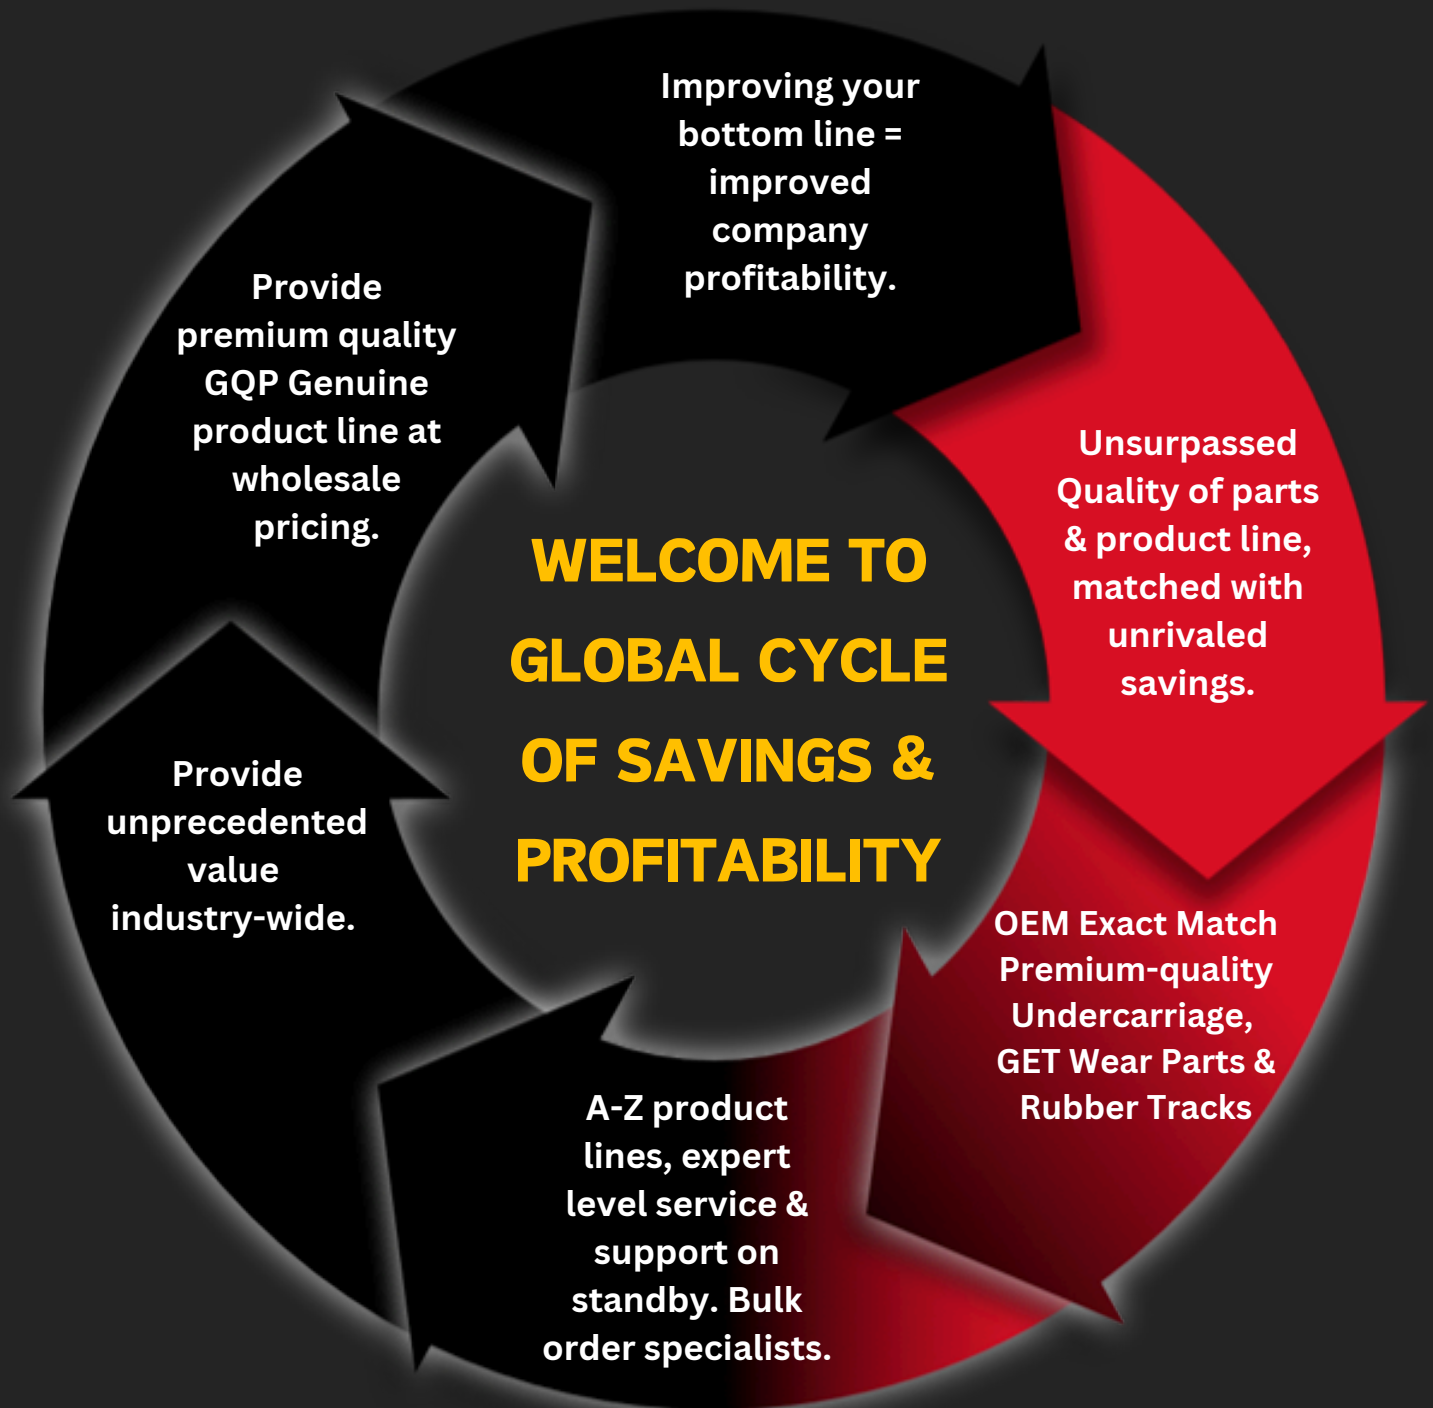 Improving your
bottom line =
improved
company
profitability.
Unsurpassed
Quality of parts
& product line,
matched with
unrivaled
savings.
OEM Exact Match
Premium-quality
Undercarriage,
GET Wear Parts &
Rubber Tracks
A-Z product
lines, expert
level service &
support on
standby. Bulk
order specialists.
Provide
unprecedented
value
industry-wide.
Provide
premium quality
GQP Genuine
product line at
wholesale
pricing.
WELCOME TO
GLOBAL CYCLE
OF SAVINGS &
PROFITABILITY